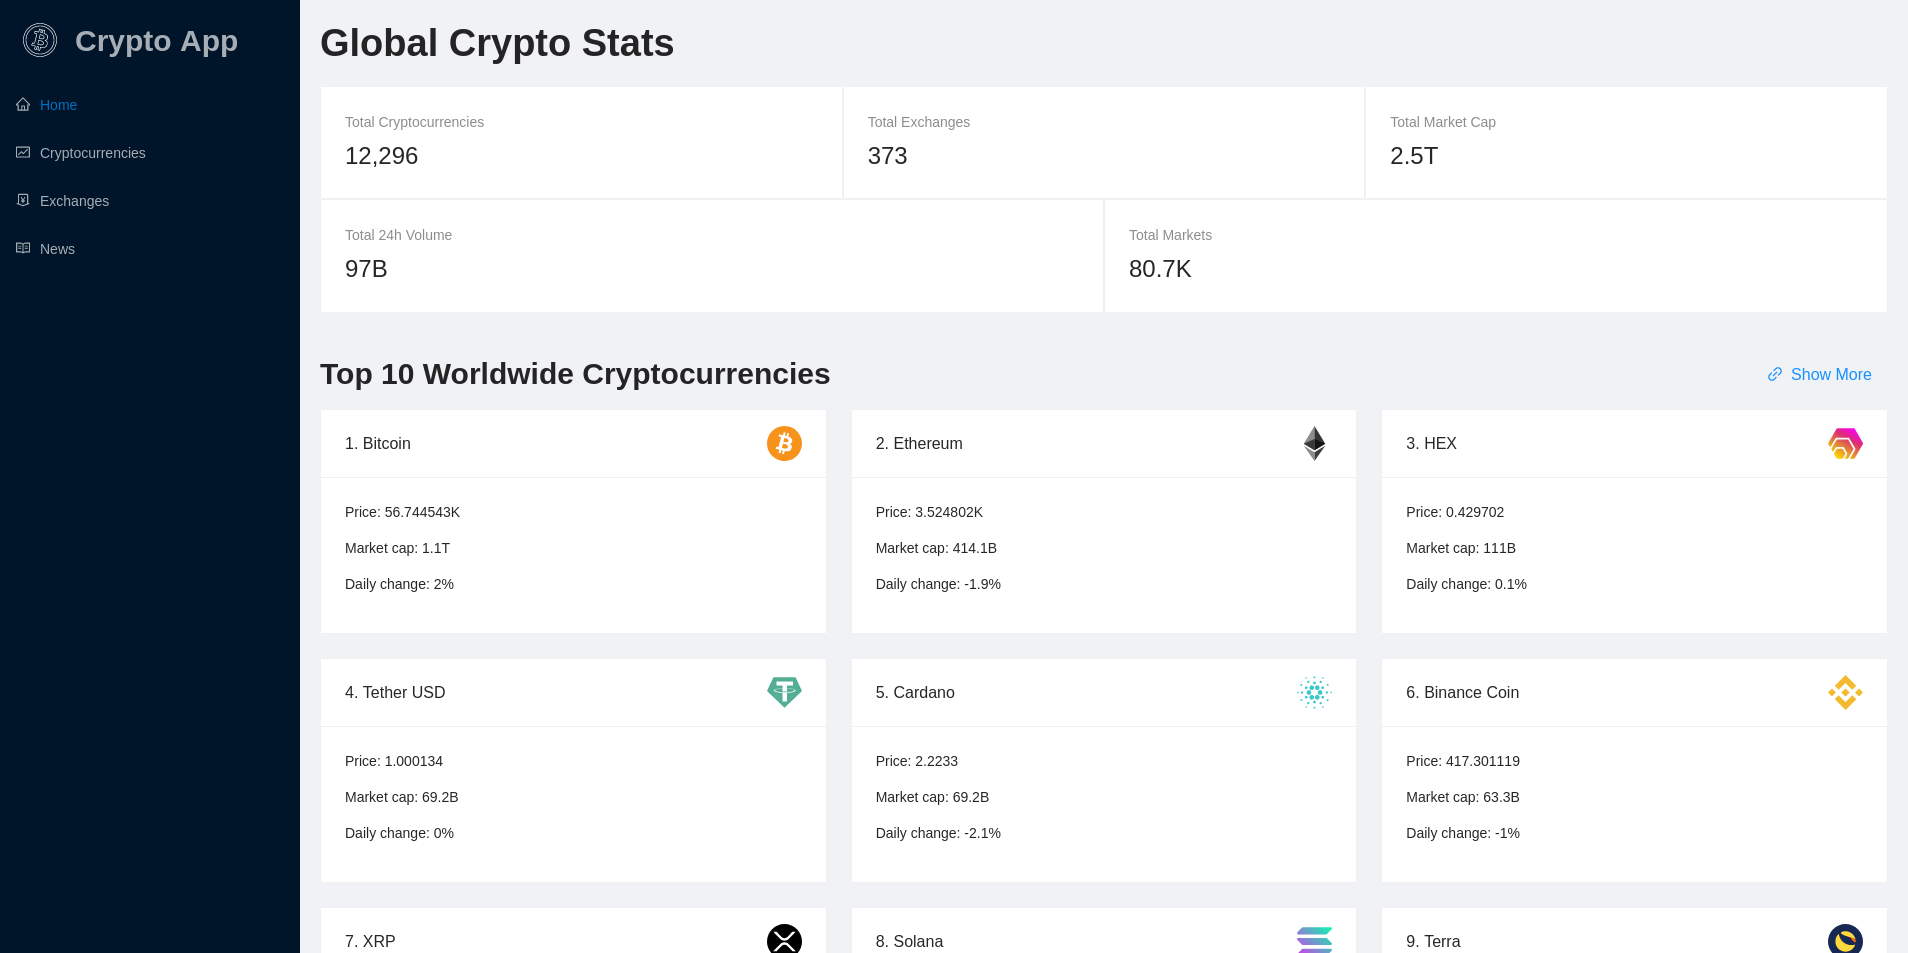 Crypto App
Home
Cryptocurrencies
Exchanges
News
Global Crypto Stats
Total Cryptocurrencies
12,296
Total Exchanges
373
Total Market Cap
2.5T
Total 24h Volume
97B
Total Markets
80.7K
Top 10 Worldwide Cryptocurrencies
Show More
1. Bitcoin
Price: 56.744543K
Market cap: 1.1T
Daily change: 2%
2. Ethereum
Price: 3.524802K
Market cap: 414.1B
Daily change: -1.9%
3. HEX
Price: 0.429702
Market cap: 111B
Daily change: 0.1%
4. Tether USD
Price: 1.000134
Market cap: 69.2B
Daily change: 0%
5. Cardano
Price: 2.2233
Market cap: 69.2B
Daily change: -2.1%
6. Binance Coin
Price: 417.301119
Market cap: 63.3B
Daily change: -1%
7. XRP
8. Solana
9. Terra